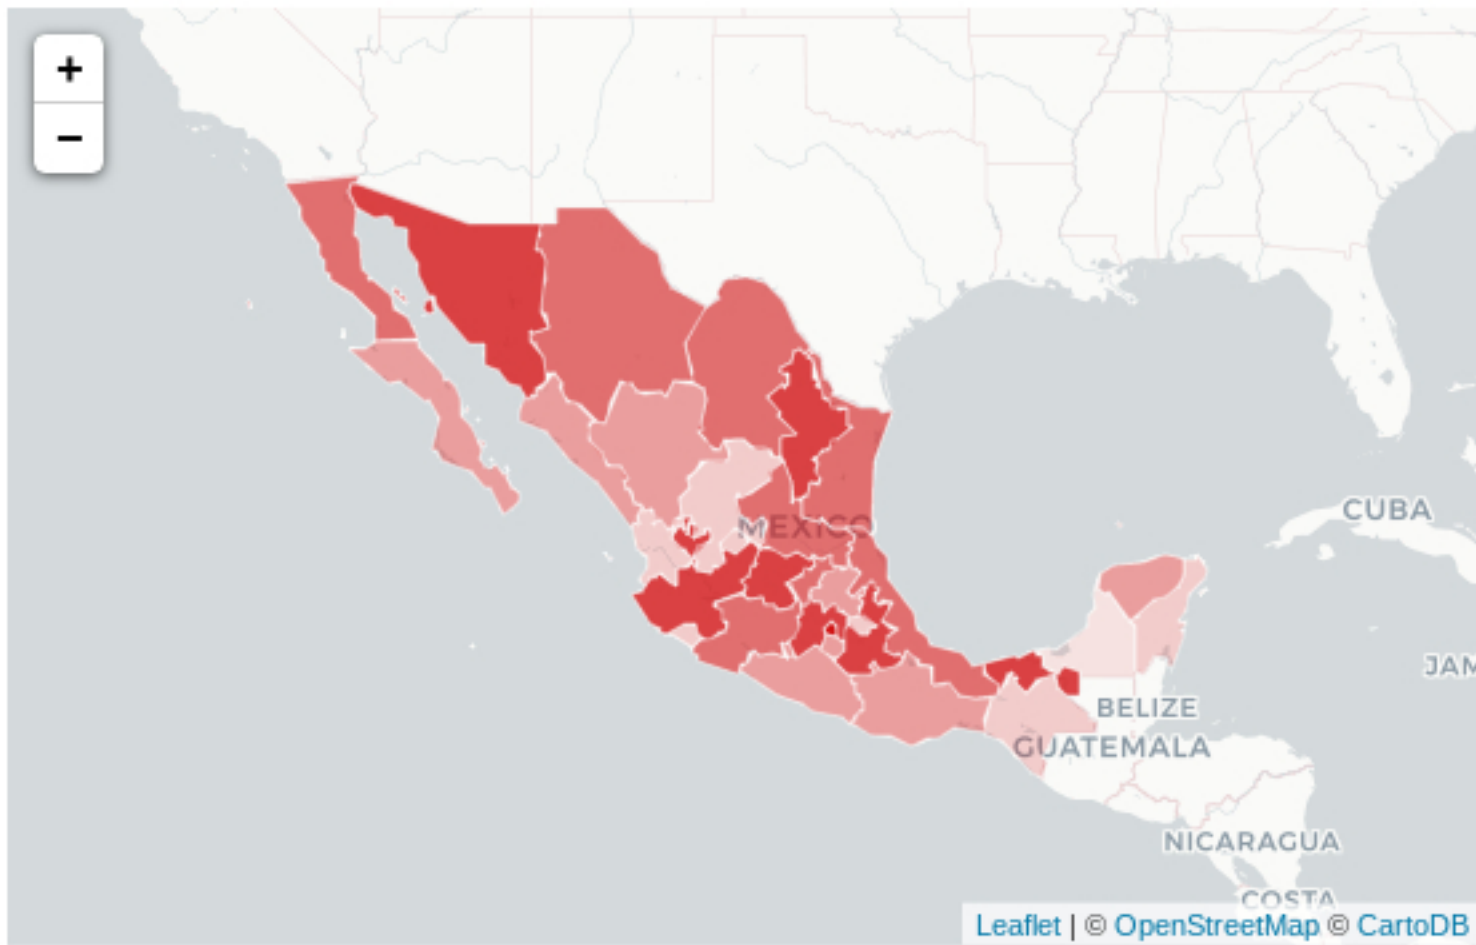 +
−
MEXICO
CUBA
JAM
BELIZE
GUATEMALA
NICARAGUA
COSTA
Leaflet | © OpenStreetMap © CartoDB